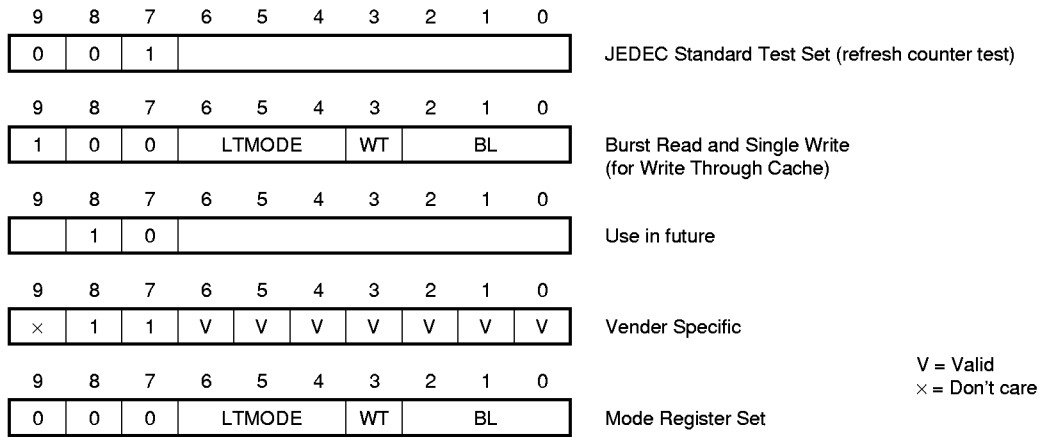 9 8 7 6 5 4 3 2 1 0
0 0 1 JEDEC Standard Test Set (refresh counter test)
9 8 7 6 5 4 3 2 1 0
1 0 0 LTMODE WT BL Burst Read and Single Write
(for Write Through Cache)
9 8 7 6 5 4 3 2 1 0
1 0 Use in future
9 8 7 6 5 4 3 2 1 0
× 1 1 V V V V V V V Vender Specific
V = Valid
× = Don't care
9 8 7 6 5 4 3 2 1 0
0 0 0 LTMODE WT BL Mode Register Set